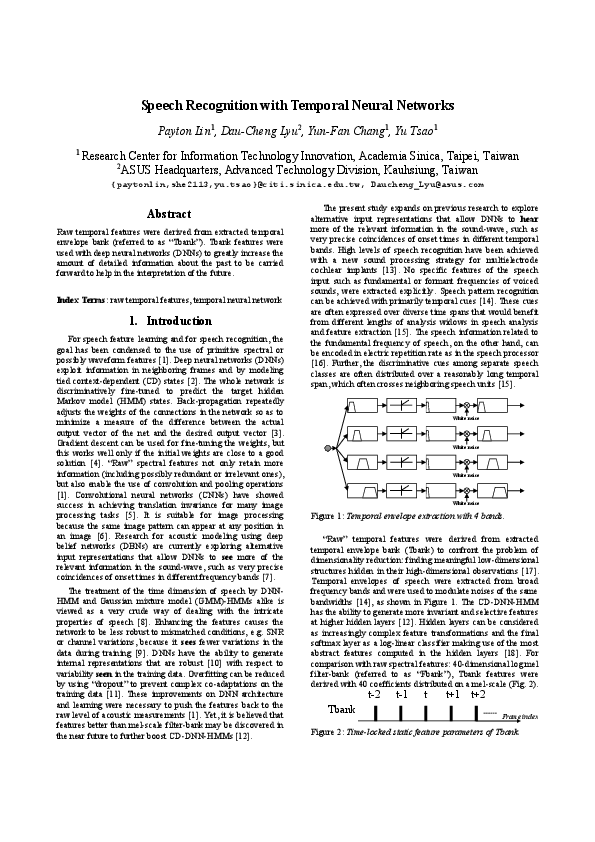 Speech Recognition with Temporal Neural Networks
Payton Lin1, Dau-Cheng Lyu2, Yun-Fan Chang1, Yu Tsao1
1 Research Center for Information Technology Innovation, Academia Sinica, Taipei, Taiwan
2ASUS Headquarters, Advanced Technology Division, Kauhsiung, Taiwan
{paytonlin,she2113,yu.tsao}@citi.sinica.edu.tw, Daucheng_Lyu@asus.com
Abstract
Raw temporal features were derived from extracted temporal
envelope bank (referred to as “Tbank”). Tbank features were
used with deep neural networks (DNNs) to greatly increase the
amount of detailed information about the past to be carried
forward to help in the interpretation of the future.
Index Terms: raw temporal features, temporal neural network
1. Introduction
For speech feature learning and for speech recognition, the
goal has been condensed to the use of primitive spectral or
possibly waveform features [1]. Deep neural networks (DNNs)
exploit information in neighboring frames and by modeling
tied context-dependent (CD) states [2]. The whole network is
discriminatively fine-tuned to predict the target hidden
Markov model (HMM) states. Back-propagation repeatedly
adjusts the weights of the connections in the network so as to
minimize a measure of the difference between the actual
output vector of the net and the desired output vector [3].
Gradient descent can be used for fine-tuning the weights, but
this works well only if the initial weights are close to a good
solution [4]. “Raw” spectral features not only retain more
information (including possibly redundant or irrelevant ones),
but also enable the use of convolution and pooling operations
[1]. Convolutional neural networks (CNNs) have showed
success in achieving translation invariance for many image
processing tasks [5]. It is suitable for image processing
because the same image pattern can appear at any position in
an image [6]. Research for acoustic modeling using deep
belief networks (DBNs) are currently exploring alternative
input representations that allow DNNs to see more of the
relevant information in the sound-wave, such as very precise
coincidences of onset times in different frequency bands [7].
The treatment of the time dimension of speech by DNN-
HMM and Gaussian mixture model (GMM)-HMMs alike is
viewed as a very crude way of dealing with the intricate
properties of speech [8]. Enhancing the features causes the
network to be less robust to mismatched conditions, e.g. SNR
or channel variations, because it sees fewer variations in the
data during training [9]. DNNs have the ability to generate
internal representations that are robust [10] with respect to
variability seen in the training data. Overfitting can be reduced
by using “dropout” to prevent complex co-adaptations on the
training data [11]. These improvements on DNN architecture
and learning were necessary to push the features back to the
raw level of acoustic measurements [1]. Yet, it is believed that
features better than mel-scale filter-bank may be discovered in
the near future to further boost CD-DNN-HMMs [12].
The present study expands on previous research to explore
alternative input representations that allow DNNs to hear
more of the relevant information in the sound-wave, such as
very precise coincidences of onset times in different temporal
bands. High levels of speech recognition have been achieved
with a new sound processing strategy for multielectrode
cochlear implants [13]. No specific features of the speech
input such as fundamental or formant frequencies of voiced
sounds, were extracted explicitly. Speech pattern recognition
can be achieved with primarily temporal cues [14]. These cues
are often expressed over diverse time spans that would benefit
from different lengths of analysis widows in speech analysis
and feature extraction [15]. The speech information related to
the fundamental frequency of speech, on the other hand, can
be encoded in electric repetition rate as in the speech processor
[16]. Further, the discriminative cues among separate speech
classes are often distributed over a reasonably long temporal
span, which often crosses neighboring speech units [15].
White noise
White noise
White noise
White noise
Figure 1: Temporal envelope extraction with 4 bands.
“Raw” temporal features were derived from extracted
temporal envelope bank (Tbank) to confront the problem of
dimensionality reduction: finding meaningful low-dimensional
structures hidden in their high-dimensional observations [17].
Temporal envelopes of speech were extracted from broad
frequency bands and were used to modulate noises of the same
bandwidths [14], as shown in Figure 1. The CD-DNN-HMM
has the ability to generate more invariant and selective features
at higher hidden layers [12]. Hidden layers can be considered
as increasingly complex feature transformations and the final
softmax layer as a log-linear classifier making use of the most
abstract features computed in the hidden layers [18]. For
comparison with raw spectral features: 40-dimensional log mel
filter-bank (referred to as “Fbank”), Tbank features were
derived with 40 coefficients distributed on a mel-scale (Fig. 2).
t-2 t-1 t t+1 t+2
Tbank
...... Frame index
Figure 2: Time-locked static feature parameters of Tbank.